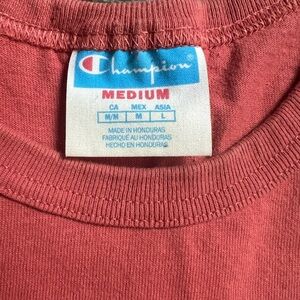 Champion®
MEDIUM
CA MEX ASIA
M/M M L
MADE IN HONDURAS
FABRIQUÉ AU HONDURAS
HECHO EN HONDURAS